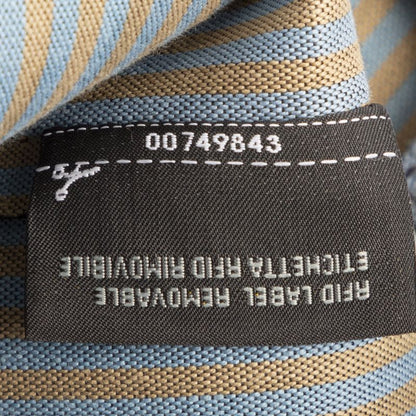 00749843
RFID LABEL REMOVABLE
ETICHETTA RFID RIMOVIBILE